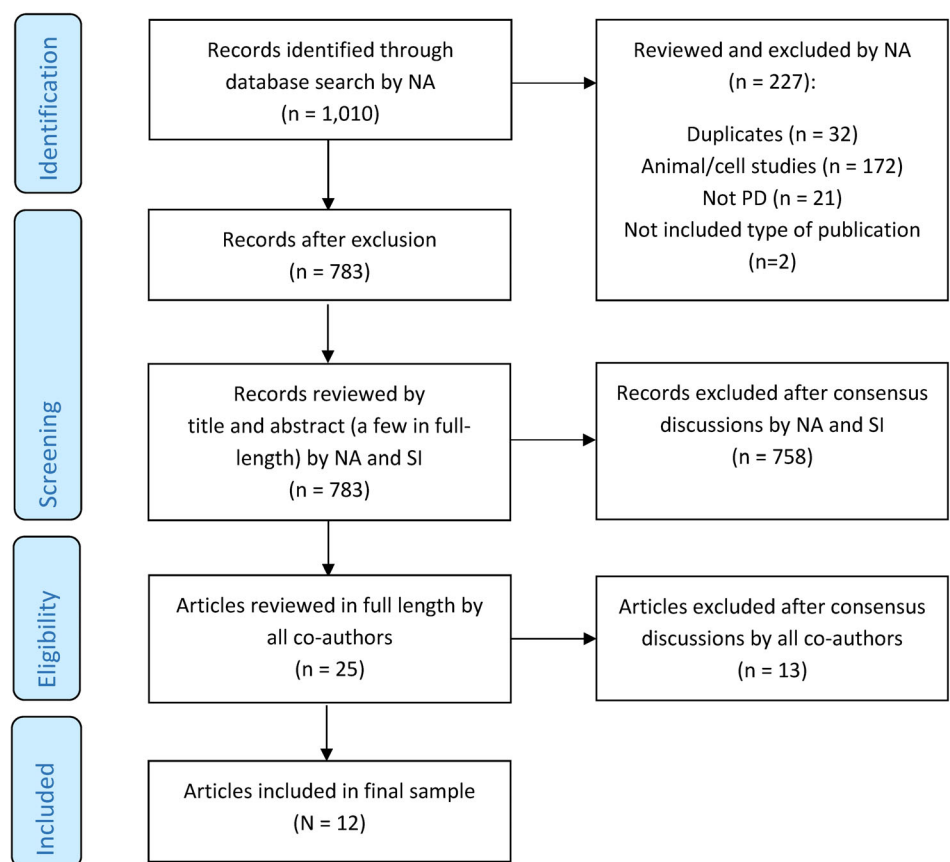 Identification
Records identified through
database search by NA
(n = 1,010)
Reviewed and excluded by NA
(n = 227):
Duplicates (n = 32)
Animal/cell studies (n = 172)
Not PD (n = 21)
Not included type of publication
(n=2)
Screening
Records after exclusion
(n = 783)
Records reviewed by
title and abstract (a few in full-
length) by NA and SI
(n = 783)
Records excluded after consensus
discussions by NA and SI
(n = 758)
Eligibility
Articles reviewed in full length by
all co-authors
(n = 25)
Articles excluded after consensus
discussions by all co-authors
(n = 13)
Included
Articles included in final sample
(N = 12)